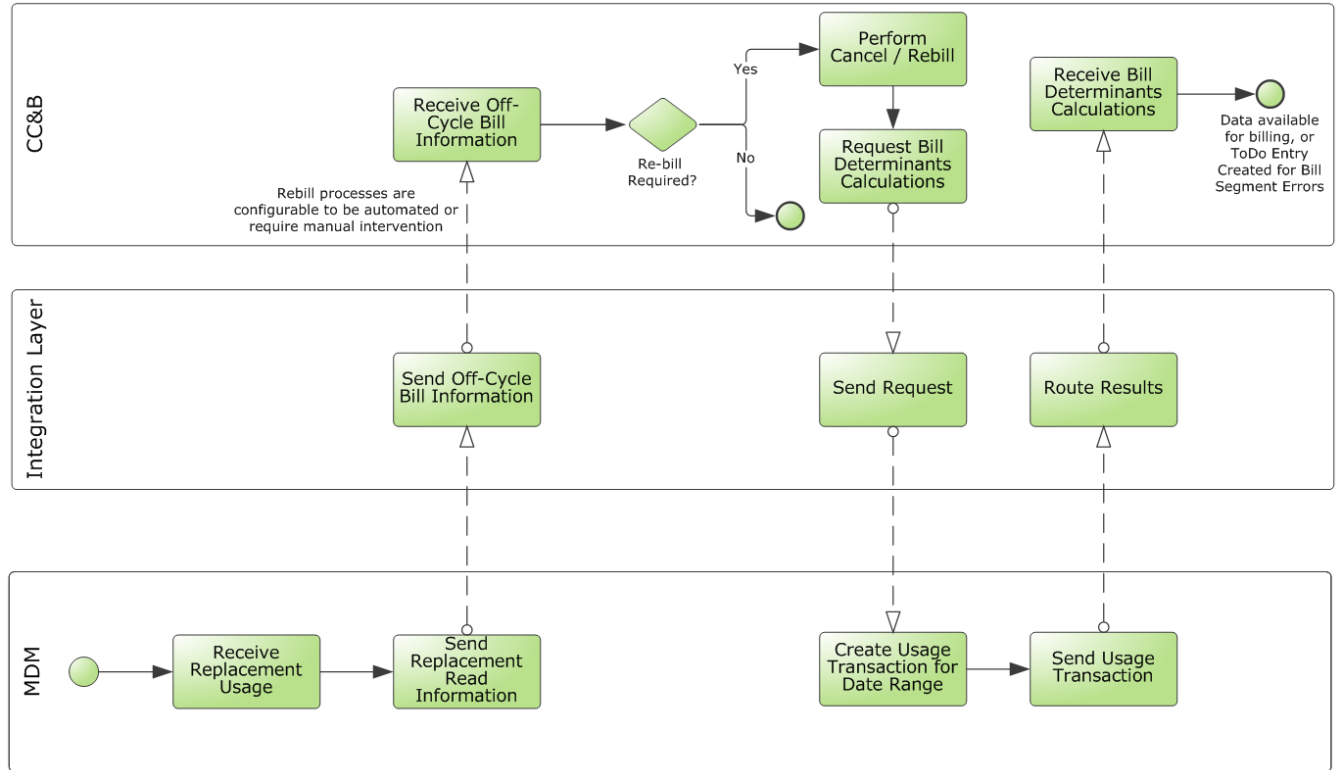 CC&B
Receive Off-
Cycle Bill
Information
Rebill processes are
configurable to be automated or
require manual intervention
Re-bill
Required?
Yes
No
Perform
Cancel / Rebill
Request Bill
Determinants
Calculations
Receive Bill
Determinants
Calculations
Data available
for billing, or
ToDo Entry
Created for Bill
Segment Errors
Integration Layer
Send Off-Cycle
Bill Information
Send Request
Route Results
MDM
Receive
Replacement
Usage
Send
Replacement
Read
Information
Create Usage
Transaction for
Date Range
Send Usage
Transaction